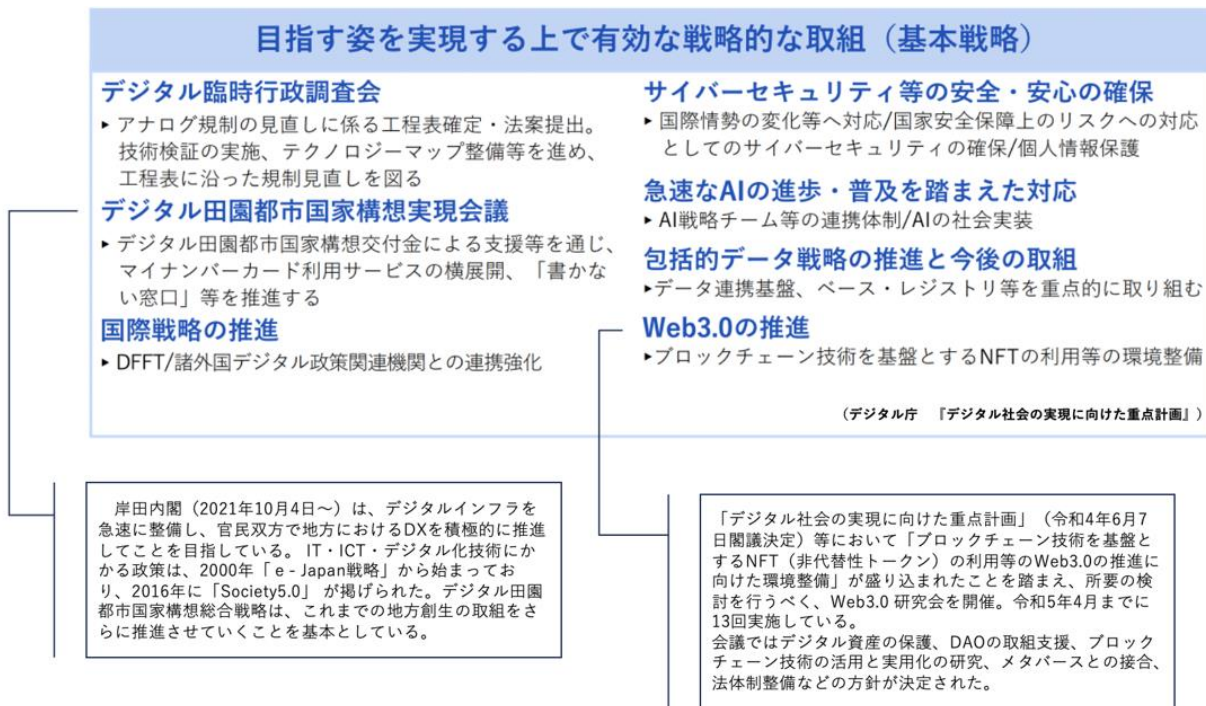 目指す姿を実現する上で有効な戦略的な取組（基本戦略）
デジタル臨時行政調査会
▸ アナログ規制の見直しに係る工程表確定・法案提出。
技術検証の実施、テクノロジーマップ整備等を進め、
工程表に沿った規制見直しを図る
デジタル田園都市国家構想実現会議
▸ デジタル田園都市国家構想交付金による支援等を通じ、
マイナンバーカード利用サービスの横展開、「書かな
い窓口」等を推進する
国際戦略の推進
▸ DFFT/諸外国デジタル政策関連機関との連携強化
サイバーセキュリティ等の安全・安心の確保
▸ 国際情勢の変化等へ対応/国家安全保障上のリスクへの対応
としてのサイバーセキュリティの確保/個人情報保護
急速なAIの進歩・普及を踏まえた対応
▸ AI戦略チーム等の連携体制/AIの社会実装
包括的データ戦略の推進と今後の取組
▸データ連携基盤、ベース・レジストリ等を重点的に取り組む
Web3.0の推進
▸ブロックチェーン技術を基盤とするNFTの利用等の環境整備
（デジタル庁　『デジタル社会の実現に向けた重点計画』）
岸田内閣（2021年10月4日～）は、デジタルインフラを
急速に整備し、官民双方で地方におけるDXを積極的に推進
してことを目指している。 IT・ICT・デジタル化技術にか
かる政策は、2000年「 e - Japan戦略」から始まってお
り、2016年に「Society5.0」 が掲げられた。デジタル田園
都市国家構想総合戦略は、これまでの地方創生の取組をさ
らに推進させていくことを基本としている。
「デジタル社会の実現に向けた重点計画」（令和4年6月7
日閣議決定）等において「ブロックチェーン技術を基盤と
するNFT（非代替性トークン）の利用等のWeb3.0の推進に
向けた環境整備」が盛り込まれたことを踏まえ、所要の検
討を行うべく、Web3.0 研究会を開催。令和5年4月までに
13回実施している。
会議ではデジタル資産の保護、DAOの取組支援、ブロック
チェーン技術の活用と実用化の研究、メタバースとの接合、
法体制整備などの方針が決定された。